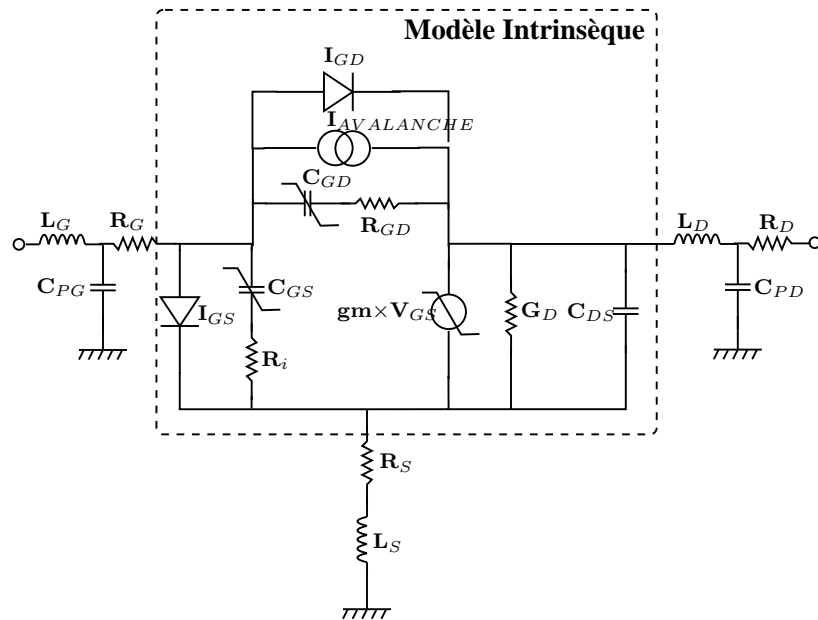 Modèle Intrinsèque
I_GD
I_AVALANCHE
C_GD
R_GD
L_G
R_G
L_D
R_D
C_PG
I_GS
C_GS
gm×V_GS
G_D
C_DS
C_PD
R_i
R_S
L_S